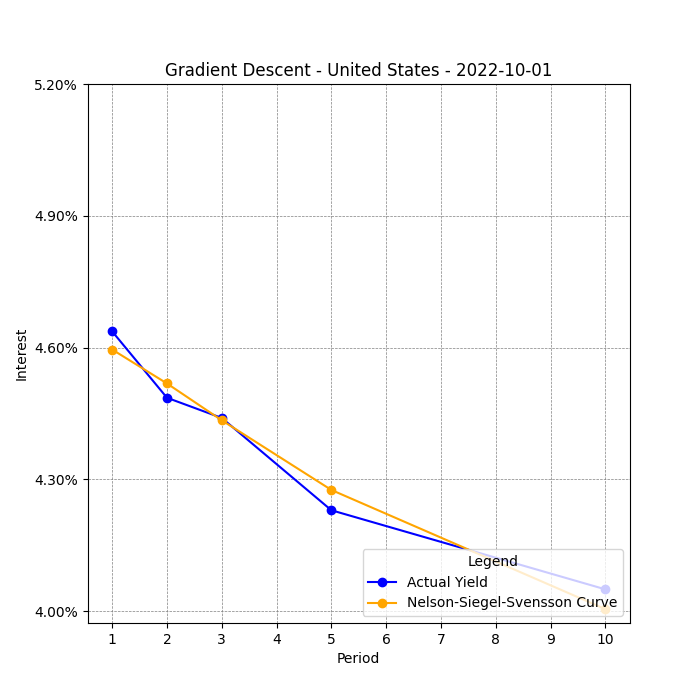 Gradient Descent - United States - 2022-10-01
5.20%
4.90%
4.60%
4.30%
4.00%
Interest
Legend
Actual Yield
Nelson-Siegel-Svensson Curve
1 2 3 4 5 6 7 8 9 10
Period